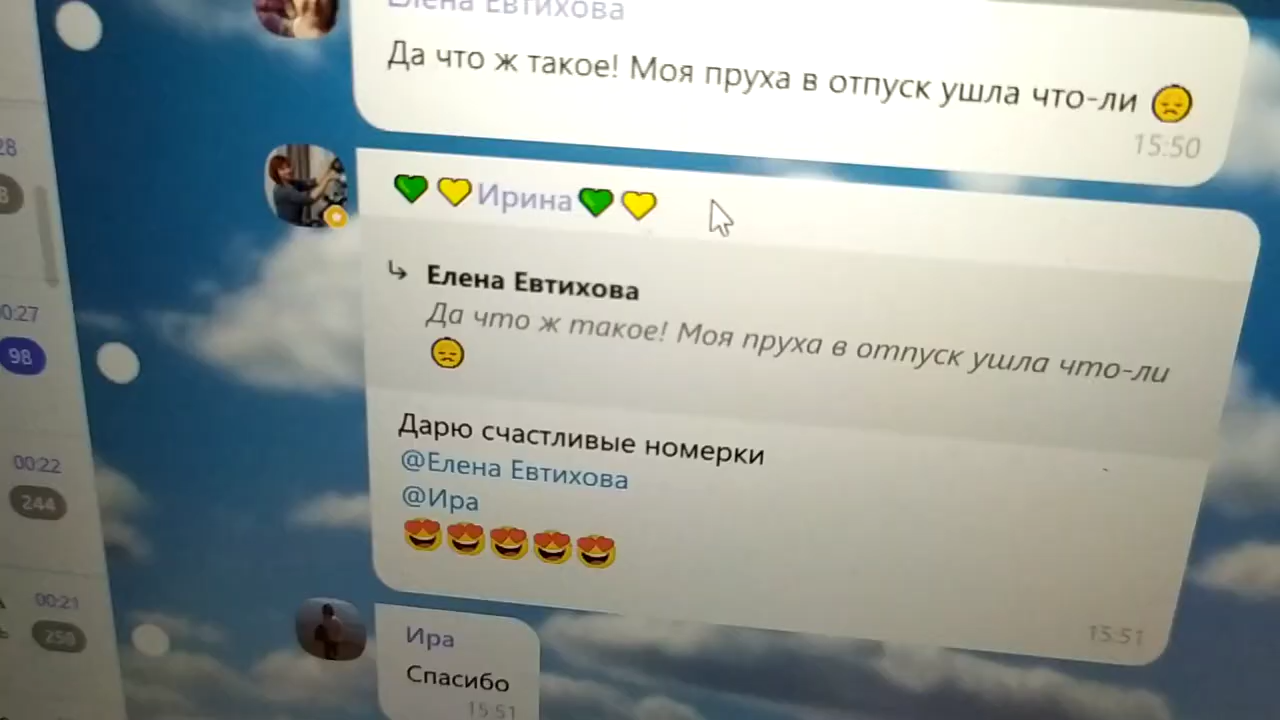 Елена Евтихова
Да что ж такое! Моя пруха в отпуск ушла что-ли 😞
15:50
💚💛Ирина💚💛
Елена Евтихова
Да что ж такое! Моя пруха в отпуск ушла что-ли
😞
Дарю счастливые номерки
@Елена Евтихова
@Ира
😍😍😍😍😍
15:51
Ира
Спасибо
15:51
28
0:27
98
00:22
244
00:21